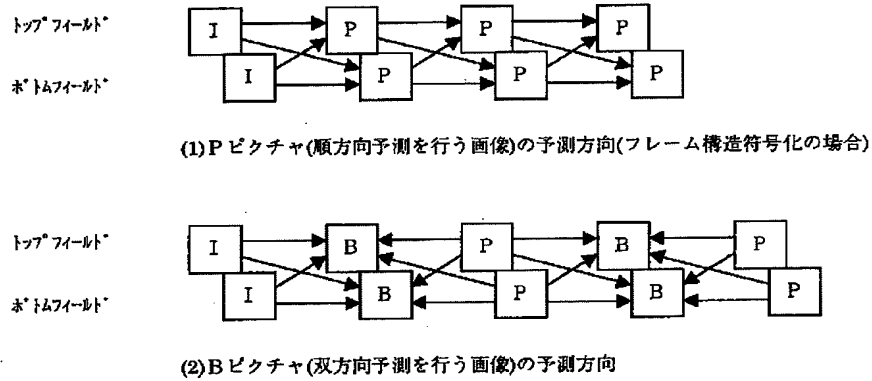 トップフィールド
I P P P
I P P P
ボトムフィールド
(1)Pピクチャ(順方向予測を行う画像)の予測方向(フレーム構造符号化の場合)
トップフィールド
I B P B P
I B P B P
ボトムフィールド
(2)Bピクチャ(双方向予測を行う画像)の予測方向